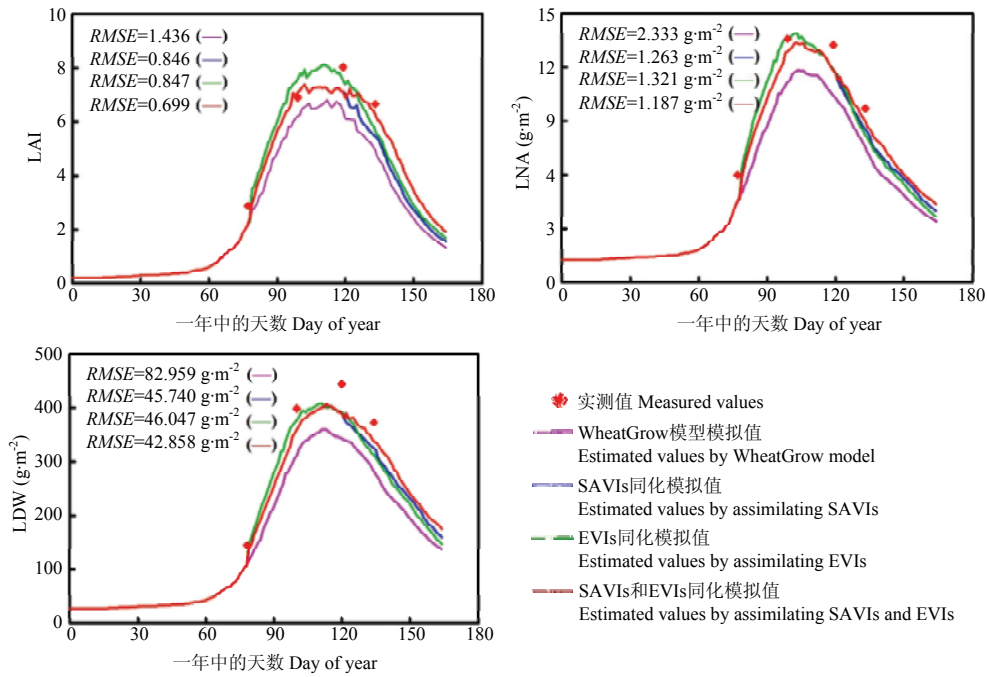 10
8
6
4
2
0
LAI
RMSE=1.436 (—)
RMSE=0.846 (—)
RMSE=0.847 (—)
RMSE=0.699 (—)
0 30 60 90 120 150 180
一年中的天数 Day of year
15
13
12
9
4
3
0
LNA (g·m⁻²)
RMSE=2.333 g·m⁻² (—)
RMSE=1.263 g·m⁻² (—)
RMSE=1.321 g·m⁻² (—)
RMSE=1.187 g·m⁻² (—)
0 30 60 90 120 150 180
一年中的天数 Day of year
500
400
300
200
100
0
LDW (g·m⁻²)
RMSE=82.959 g·m⁻² (—)
RMSE=45.740 g·m⁻² (—)
RMSE=46.047 g·m⁻² (—)
RMSE=42.858 g·m⁻² (—)
0 30 60 90 120 150 180
一年中的天数 Day of year
实测值 Measured values
WheatGrow模型模拟值
Estimated values by WheatGrow model
SAVIs同化模拟值
Estimated values by assimilating SAVIs
EVIs同化模拟值
Estimated values by assimilating EVIs
SAVIs和EVIs同化模拟值
Estimated values by assimilating SAVIs and EVIs